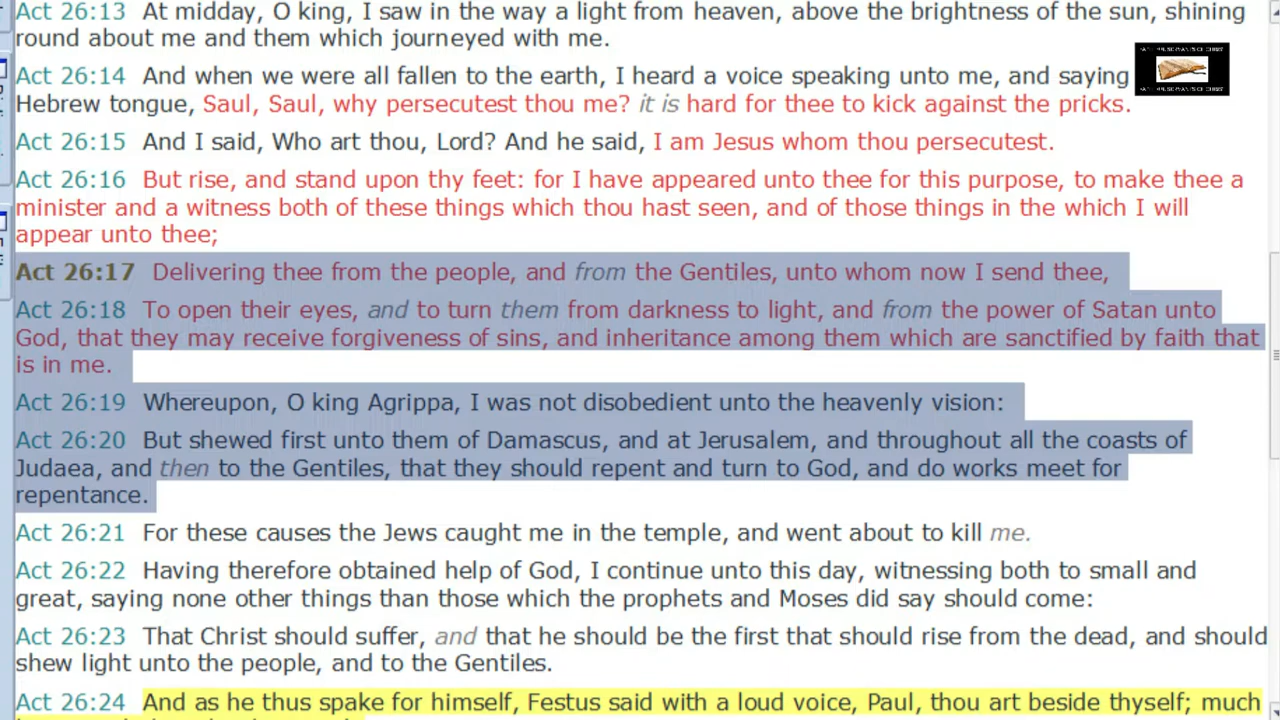 Act 26:13 At midday, O king, I saw in the way a light from heaven, above the brightness of the sun, shining
round about me and them which journeyed with me.
Act 26:14 And when we were all fallen to the earth, I heard a voice speaking unto me, and saying
Hebrew tongue, Saul, Saul, why persecutest thou me? it is hard for thee to kick against the pricks.
Act 26:15 And I said, Who art thou, Lord? And he said, I am Jesus whom thou persecutest.
Act 26:16 But rise, and stand upon thy feet: for I have appeared unto thee for this purpose, to make thee a
minister and a witness both of these things which thou hast seen, and of those things in the which I will
appear unto thee;
Act 26:17 Delivering thee from the people, and from the Gentiles, unto whom now I send thee,
Act 26:18 To open their eyes, and to turn them from darkness to light, and from the power of Satan unto
God, that they may receive forgiveness of sins, and inheritance among them which are sanctified by faith that
is in me.
Act 26:19 Whereupon, O king Agrippa, I was not disobedient unto the heavenly vision:
Act 26:20 But shewed first unto them of Damascus, and at Jerusalem, and throughout all the coasts of
Judaea, and then to the Gentiles, that they should repent and turn to God, and do works meet for
repentance.
Act 26:21 For these causes the Jews caught me in the temple, and went about to kill me.
Act 26:22 Having therefore obtained help of God, I continue unto this day, witnessing both to small and
great, saying none other things than those which the prophets and Moses did say should come:
Act 26:23 That Christ should suffer, and that he should be the first that should rise from the dead, and should
shew light unto the people, and to the Gentiles.
Act 26:24 And as he thus spake for himself, Festus said with a loud voice, Paul, thou art beside thyself; much